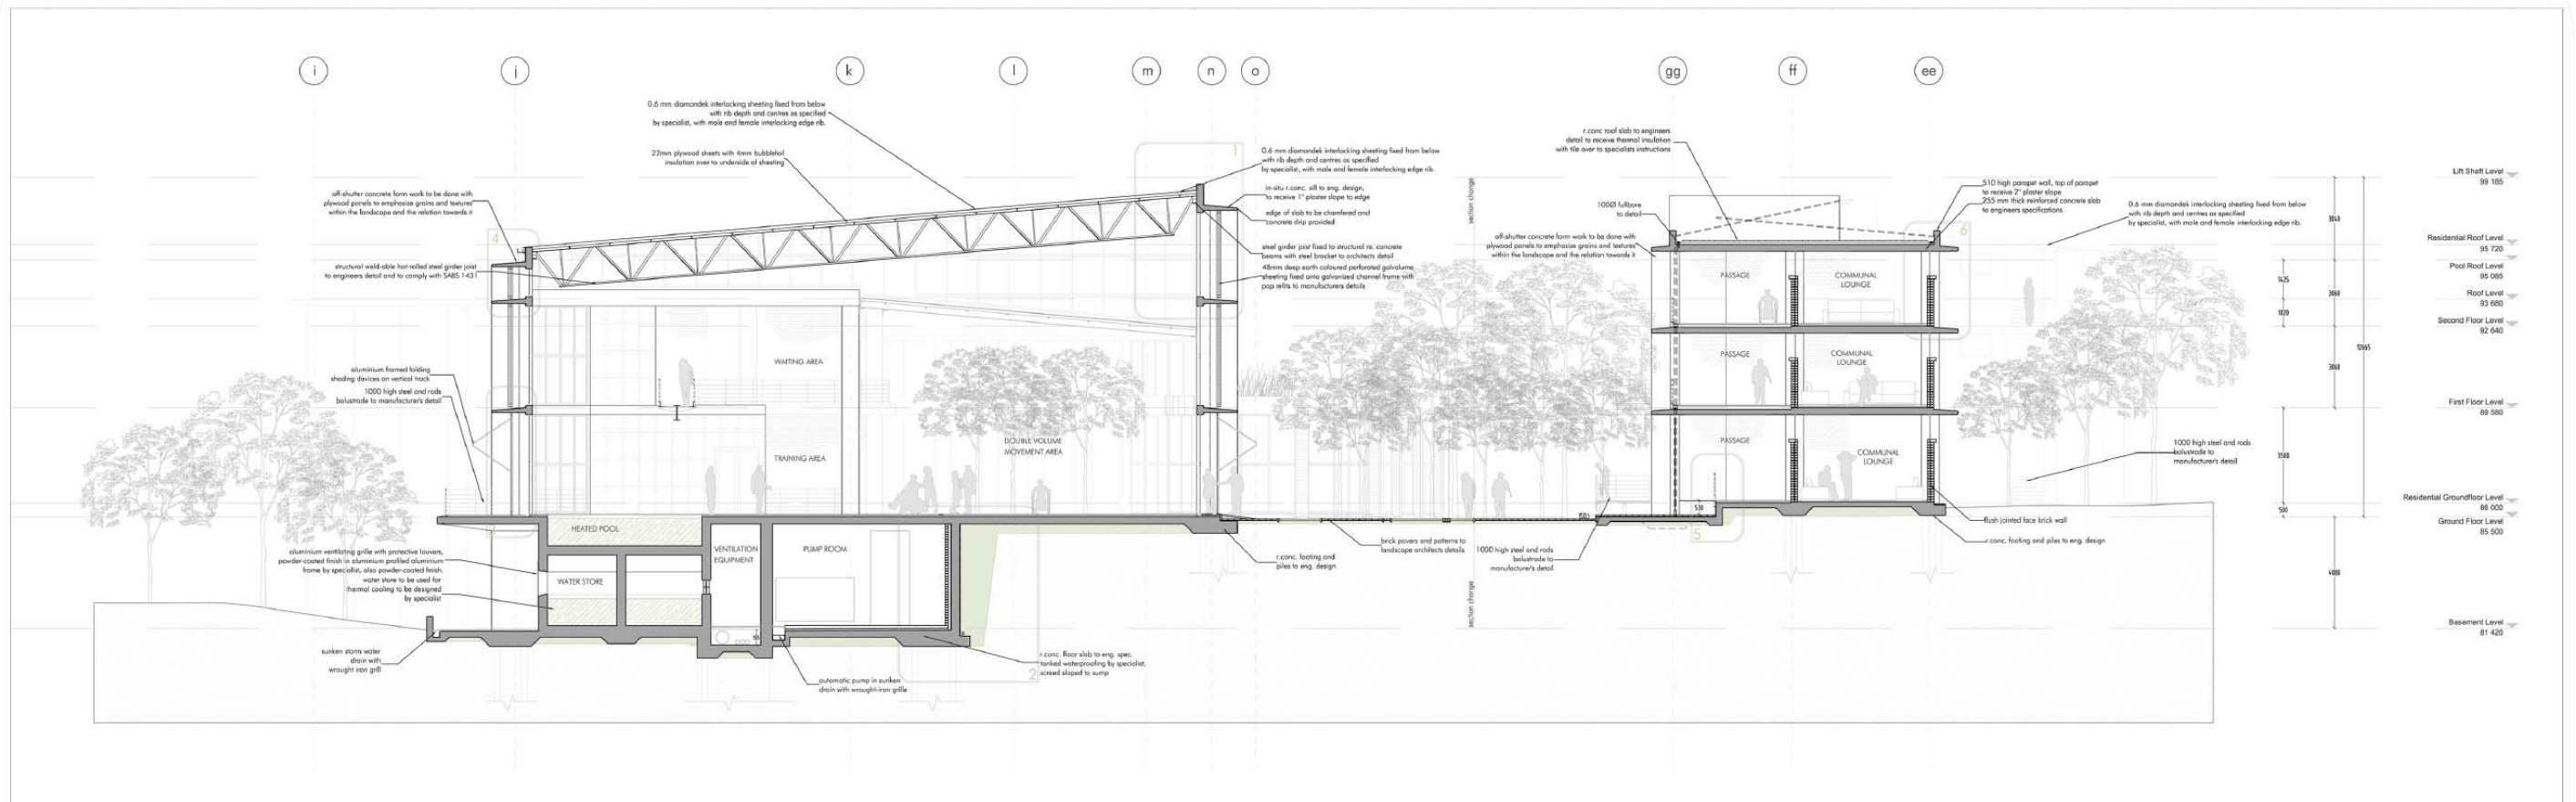 i
j
k
l
m
n
o
gg
ff
ee
0.6 mm diamondek interlocking sheeting fixed from below
with rib depth and centres as specified
by specialist, with male and female interlocking edge rib.
22mm plywood sheets with 4mm bubblefoil
insulation over to underside of sheeting
off-shutter concrete form work to be done with
plywood panels to emphasize grains and textures
within the landscape and the relation towards it
4
structural weld-able hot-rolled steel girder joist
to engineers detail and to comply with SABS 1431
aluminium framed folding
shading devices on vertical track
1000 high steel and rods
balustrade to manufacturer's detail
WAITING AREA
TRAINING AREA
DOUBLE VOLUME
MOVEMENT AREA
1
0.6 mm diamondek interlocking sheeting fixed from below
with rib depth and centres as specified
by specialist, with male and female interlocking edge rib.
in-situ r.conc. sill to eng. design,
to receive 1° plaster slope to edge
edge of slab to be chamfered and
concrete drip provided
steel girder joist fixed to structural re. concrete
beams with steel bracket to architects detail
48mm deep earth coloured perforated galvalume
sheeting fixed onto galvanized channel frame with
pop refits to manufacturers details
section change
r.conc roof slab to engineers
detail to receive thermal insulation
with tile over to specialists instructions
100Ø fullbore
to detail
off-shutter concrete form work to be done with
plywood panels to emphasize grains and textures
within the landscape and the relation towards it
510 high parapet wall, top of parapet
to receive 2° plaster slope
255 mm thick reinforced concrete slab
to engineers specifications
6
0.6 mm diamondek interlocking sheeting fixed from below
with rib depth and centres as specified
by specialist, with male and female interlocking edge rib.
PASSAGE
COMMUNAL
LOUNGE
PASSAGE
COMMUNAL
LOUNGE
PASSAGE
COMMUNAL
LOUNGE
1000 high steel and rods
balustrade to
manufacturer's detail
530
5
flush jointed face brick wall
r.conc. footing and piles to eng. design
HEATED POOL
aluminium ventilating grille with protective louvers,
powder-coated finish in aluminium profiled aluminium
frame by specialist, also powder-coated finish.
water store to be used for
thermal cooling to be designed
by specialist
WATER STORE
VENTILATION
EQUIPMENT
PUMP ROOM
sunken storm water
drain with
wrought iron grill
automatic pump in sunken
drain with wrought-iron grille
2
r.conc. floor slab to eng. spec.
tanked waterproofing by specialist,
screed sloped to sump
r.conc. footing and
piles to eng. design
brick pavers and patterns to
landscape architects details
1000 high steel and rods
balustrade to
manufacturer's detail
section change
3040
1425
3060
1020
12665
3060
3500
500
4080
Lift Shaft Level
99 185
Residential Roof Level
95 720
Pool Roof Level
95 085
Roof Level
93 680
Second Floor Level
92 640
First Floor Level
89 580
Residential Groundfloor Level
86 000
Ground Floor Level
85 500
Basement Level
81 420